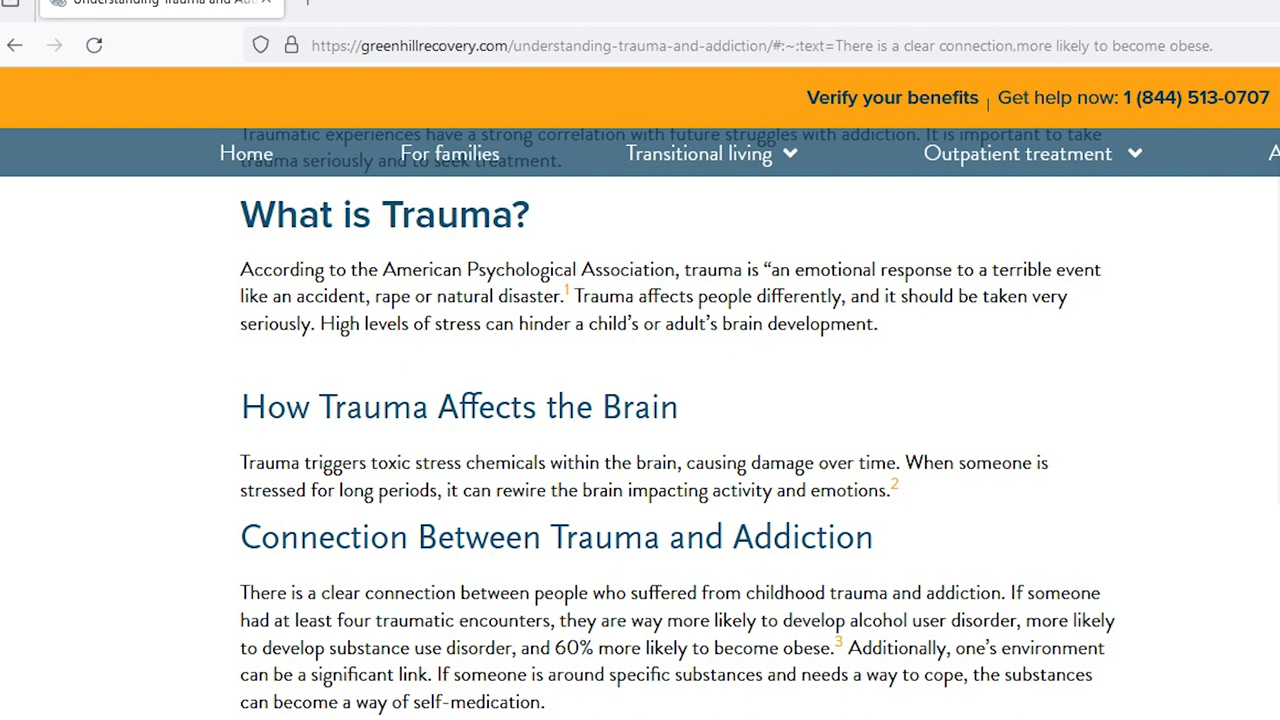 Understanding Trauma and Add
https://greenhillrecovery.com/understanding-trauma-and-addiction/#:~:text=There is a clear connection,more likely to become obese.
Verify your benefits | Get help now: 1 (844) 513-0707
Traumatic experiences have a strong correlation with future struggles with addiction. It is important to take
trauma seriously and to seek treatment.
Home For families Transitional living Outpatient treatment A
What is Trauma?
According to the American Psychological Association, trauma is “an emotional response to a terrible event
like an accident, rape or natural disaster.1 Trauma affects people differently, and it should be taken very
seriously. High levels of stress can hinder a child’s or adult’s brain development.
How Trauma Affects the Brain
Trauma triggers toxic stress chemicals within the brain, causing damage over time. When someone is
stressed for long periods, it can rewire the brain impacting activity and emotions.2
Connection Between Trauma and Addiction
There is a clear connection between people who suffered from childhood trauma and addiction. If someone
had at least four traumatic encounters, they are way more likely to develop alcohol user disorder, more likely
to develop substance use disorder, and 60% more likely to become obese.3 Additionally, one’s environment
can be a significant link. If someone is around specific substances and needs a way to cope, the substances
can become a way of self-medication.